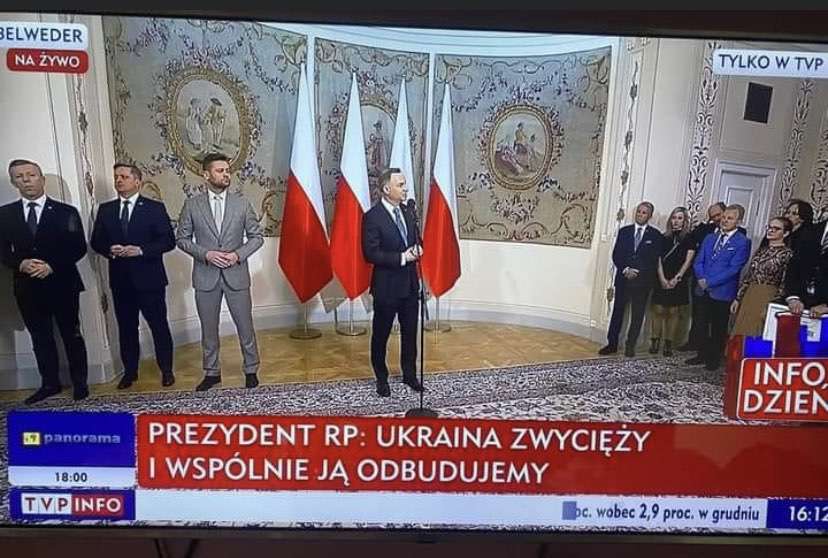 BELWEDER
NA ŻYWO
TYLKO W TVP
INFO
DZIEŃ
panorama
18:00
PREZYDENT RP: UKRAINA ZWYCIĘŻY
I WSPÓLNIE JĄ ODBUDUJEMY
TVP INFO
oc. wobec 2,9 proc. w grudniu
16:12